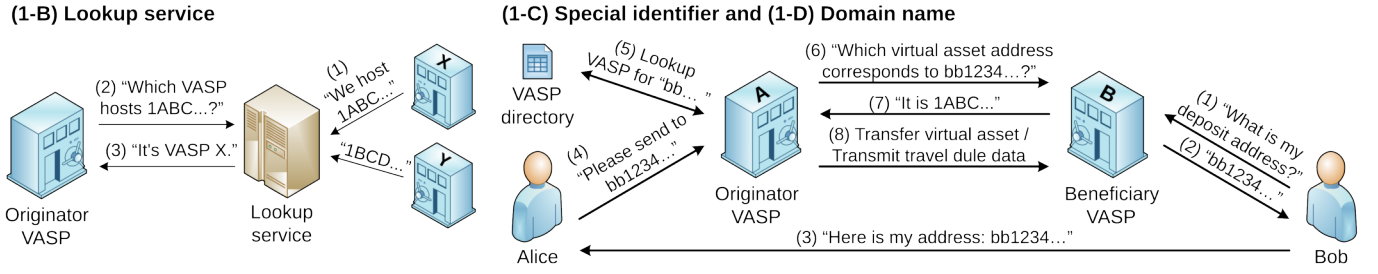 (1-B) Lookup service
(1)
“We host
1ABC...”
X
(2) “Which VASP
hosts 1ABC...?”
(3) “It's VASP X.”
“1BCD...”
Y
Originator
VASP
Lookup
service
(1-C) Special identifier and (1-D) Domain name
VASP
directory
(5) Lookup
VASP for “bb... ”
A
(6) “Which virtual asset address
corresponds to bb1234...?”
(7) “It is 1ABC...”
(8) Transfer virtual asset /
Transmit travel dule data
B
(1) “What is my
deposit address?”
(2) “bb1234... ”
(4)
“Please send to
bb1234...”
Originator
VASP
Beneficiary
VASP
(3) “Here is my address: bb1234...”
Alice
Bob